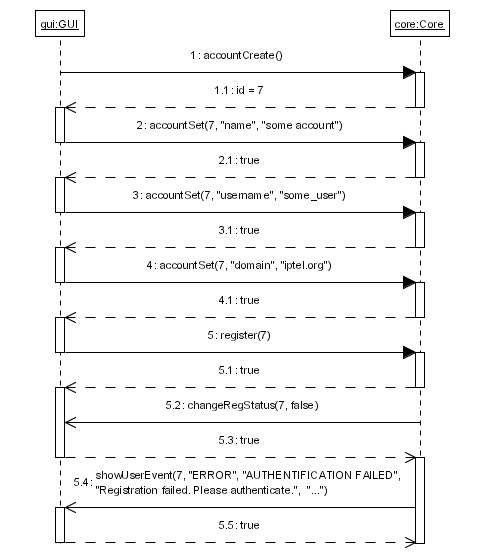 gui:GUI
core:Core
1: accountCreate()
1.1: id = 7
2: accountSet(7, "name", "some account")
2.1: true
3: accountSet(7, "username", "some_user")
3.1: true
4: accountSet(7, "domain", "iptel.org")
4.1: true
5: register(7)
5.1: true
5.2: changeRegStatus(7, false)
5.3: true
5.4: showUserEvent(7, "ERROR", "AUTHENTIFICATION FAILED",
"Registration failed. Please authenticate.", "...")
5.5: true